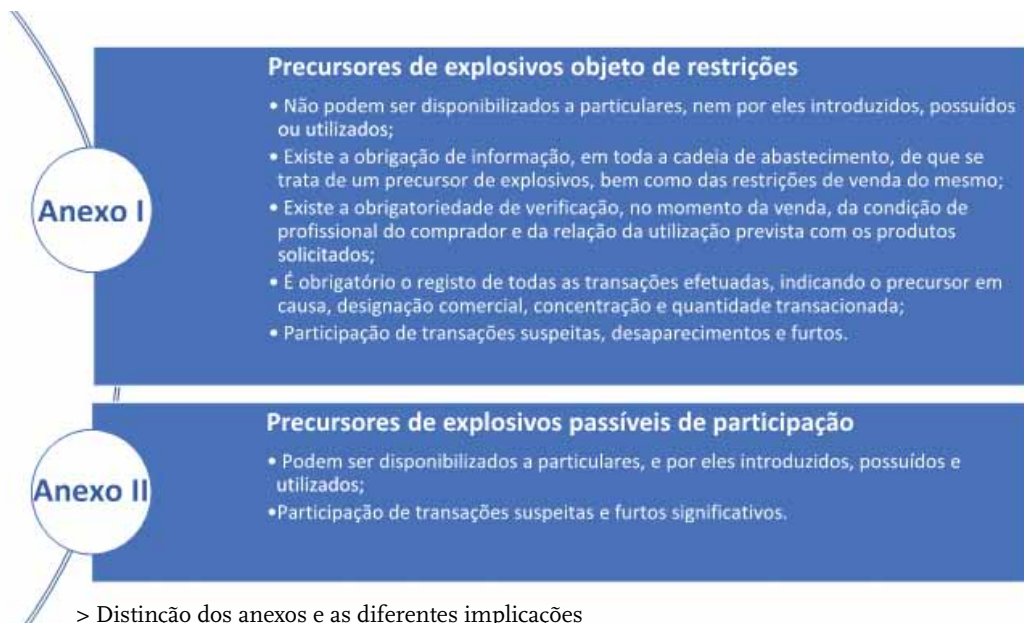 Precursores de explosivos objeto de restrições
• Não podem ser disponibilizados a particulares, nem por eles introduzidos, possuídos
ou utilizados;
• Existe a obrigação de informação, em toda a cadeia de abastecimento, de que se
trata de um precursor de explosivos, bem como das restrições de venda do mesmo;
Anexo I
• Existe a obrigatoriedade de verificação, no momento da venda, da condição de
profissional do comprador e da relação da utilização prevista com os produtos
solicitados;
• É obrigatório o registo de todas as transações efetuadas, indicando o precursor em
causa, designação comercial, concentração e quantidade transacionada;
• Participação de transações suspeitas, desaparecimentos e furtos.
Precursores de explosivos passíveis de participação
Anexo II
• Podem ser disponibilizados a particulares, e por eles introduzidos, possuídos e
utilizados;
•Participação de transações suspeitas e furtos significativos.
> Distinção dos anexos e as diferentes implicações